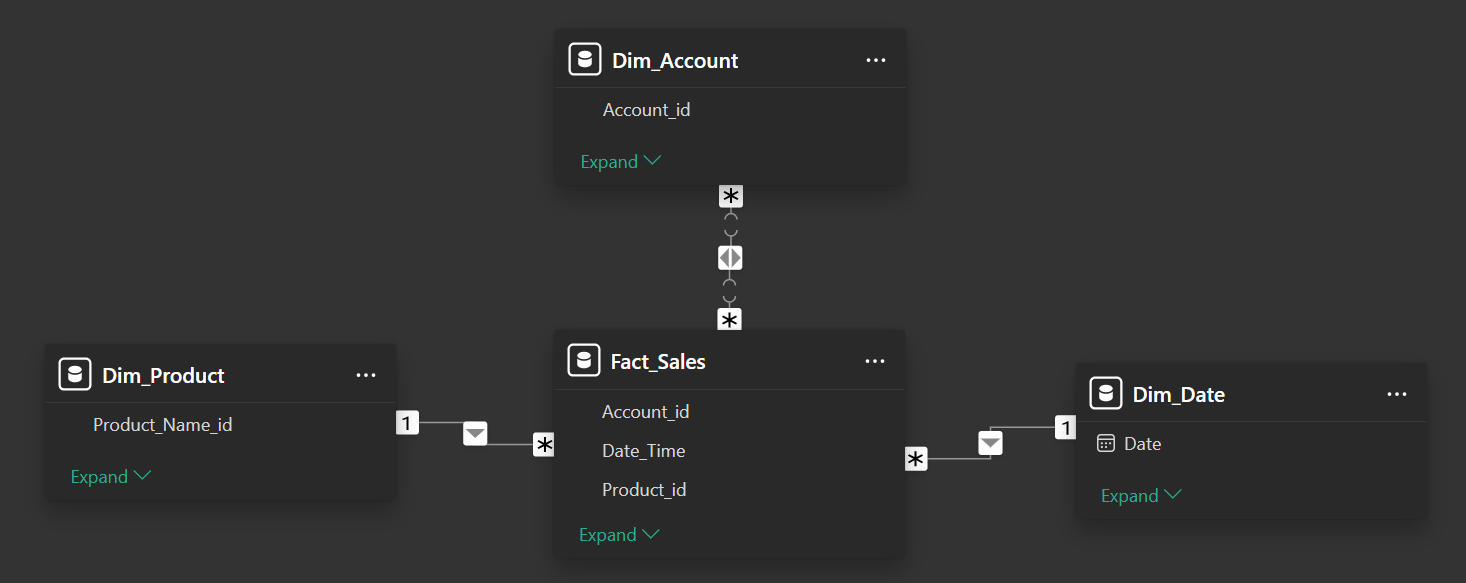 Dim_Account
Account_id
Expand
*
*
Dim_Product
Product_Name_id
Expand
1
*
Fact_Sales
Account_id
Date_Time
Product_id
Expand
*
1
Dim_Date
Date
Expand